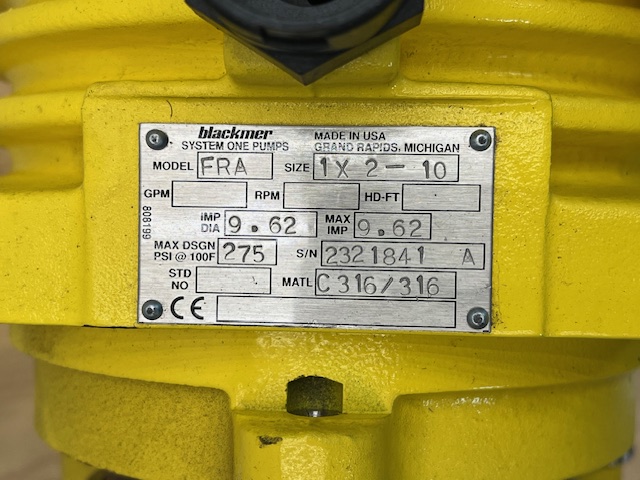 blackmer
SYSTEM ONE PUMPS
MADE IN USA
GRAND RAPIDS, MICHIGAN
MODEL FRA SIZE 1X2-10
GPM RPM HD-FT
IMP DIA 9.62 MAX IMP 9.62
MAX DSGN PSI @ 100F 275 S/N 2321841 A
STD NO MATL C316/316
CE
808199